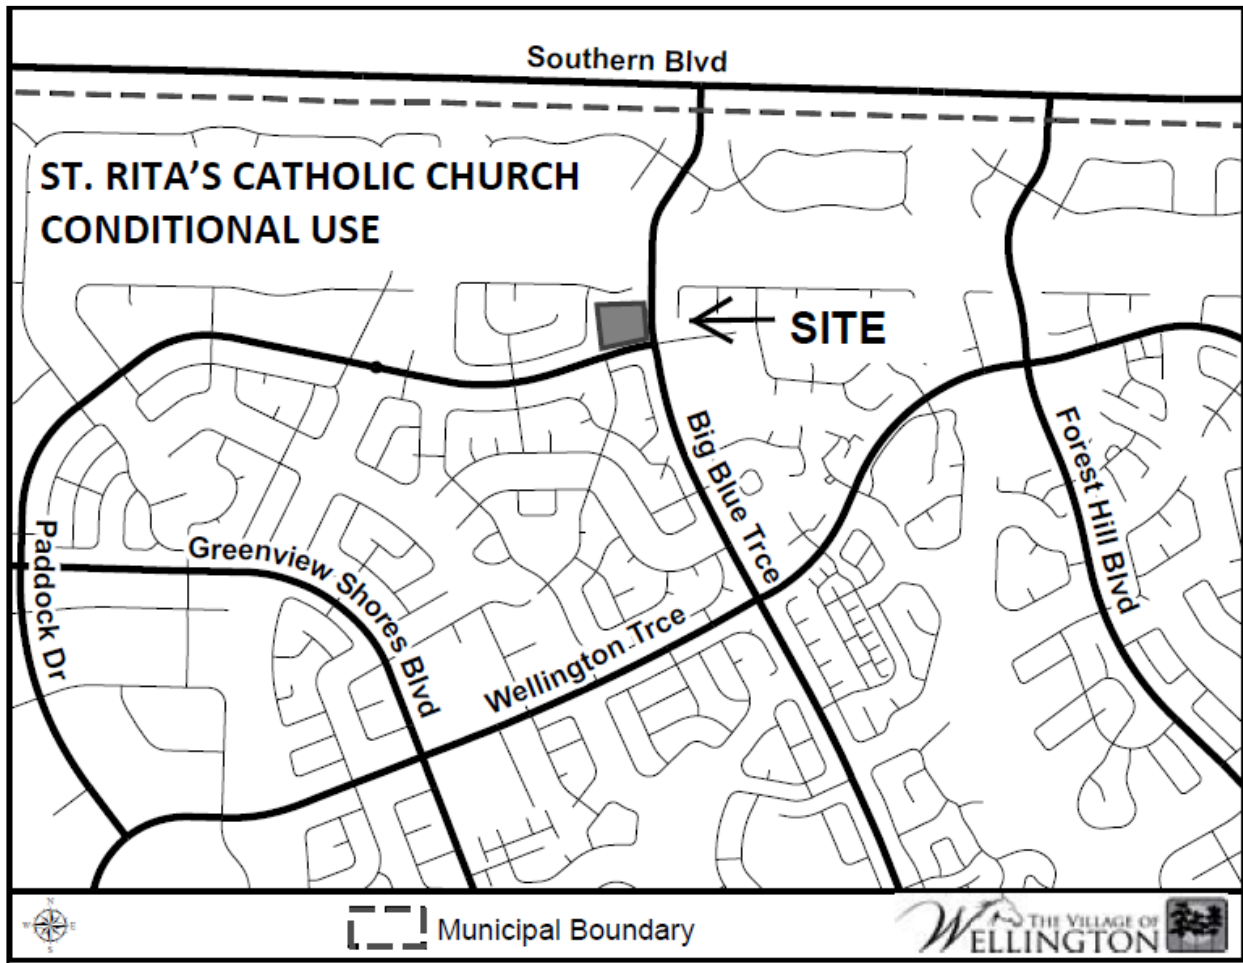 Southern Blvd
ST. RITA'S CATHOLIC CHURCH
CONDITIONAL USE
SITE
Big Blue Trce
Forest Hill Blvd
Paddock Dr
Greenview Shores Blvd
Wellington Trce
N
W E
S
Municipal Boundary
THE VILLAGE OF
WELLINGTON